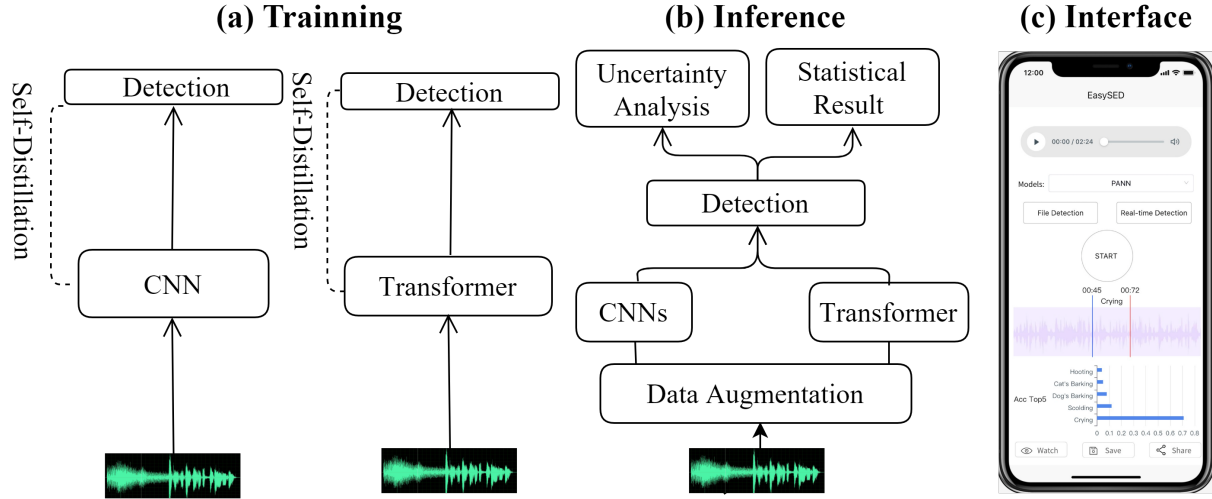 (a) Trainning
Detection
Self-Distillation
CNN
Detection
Self-Distillation
Transformer
(b) Inference
Uncertainty
Analysis
Statistical
Result
Detection
CNNs
Transformer
Data Augmentation
(c) Interface
12:00
EasySED
00:00 / 02:24
Models:
PANN
File Detection
Real-time Detection
START
00:45
00:72
Crying
Acc Top5
Hooting
Cat's Barking
Dog's Barking
Scolding
Crying
0 0.1 0.2 0.3 0.4 0.5 0.6 0.7 0.8
Watch
Save
Share